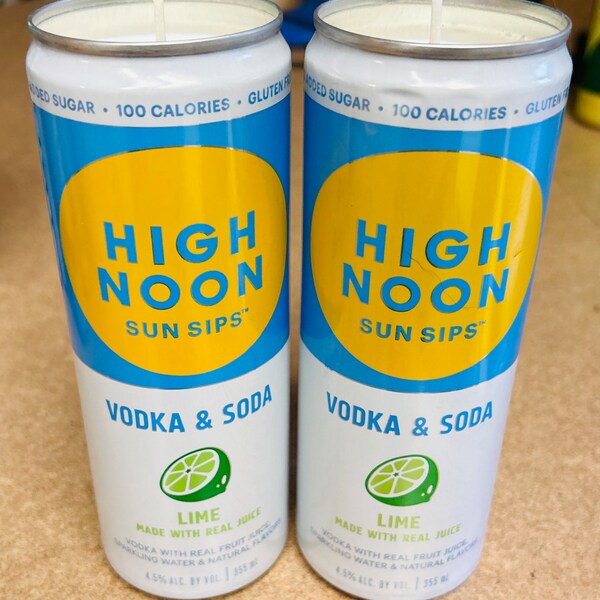 ADDED SUGAR • 100 CALORIES • GLUTEN
HIGH
NOON
SUN SIPS™
VODKA & SODA
LIME
MADE WITH REAL JUICE
VODKA WITH REAL FRUIT JUICE,
SPARKLING WATER & NATURAL FLAVORS
4.5% ALC. BY VOL. | 355 ML
ADDED SUGAR • 100 CALORIES • GLUTEN
HIGH
NOON
SUN SIPS™
VODKA & SODA
LIME
MADE WITH REAL JUICE
VODKA WITH REAL FRUIT JUICE,
SPARKLING WATER & NATURAL FLAVORS
4.5% ALC. BY VOL. | 355 ML